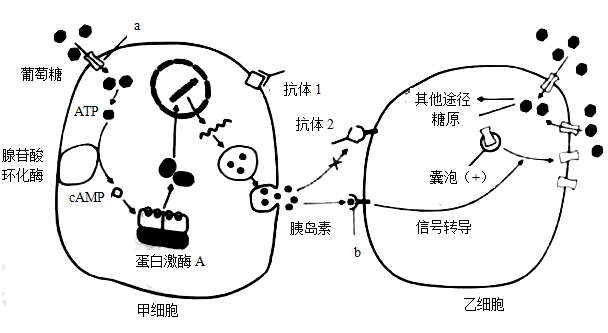 a
葡萄糖
ATP
腺苷酸
环化酶
cAMP
蛋白激酶 A
甲细胞
抗体 1
抗体 2
胰岛素
b
其他途径
糖原
囊泡（+）
信号转导
乙细胞